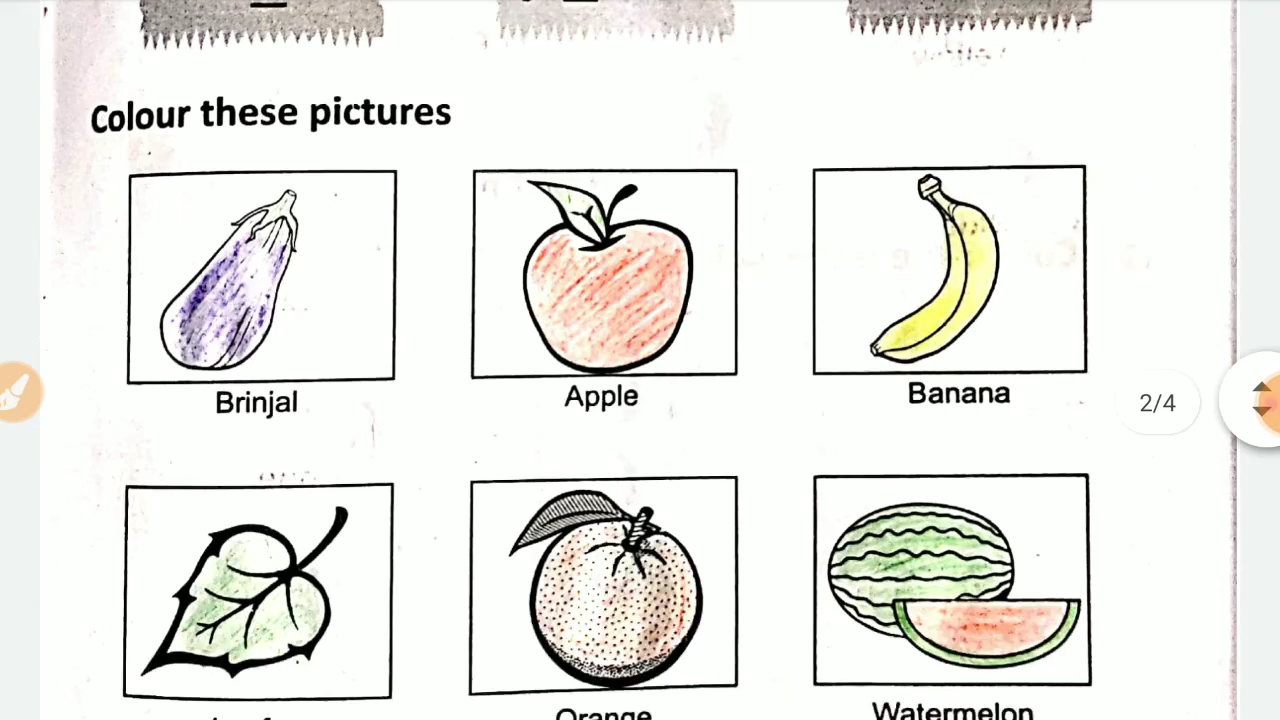 Colour these pictures
Brinjal Apple Banana
2/4
Orange Watermelon